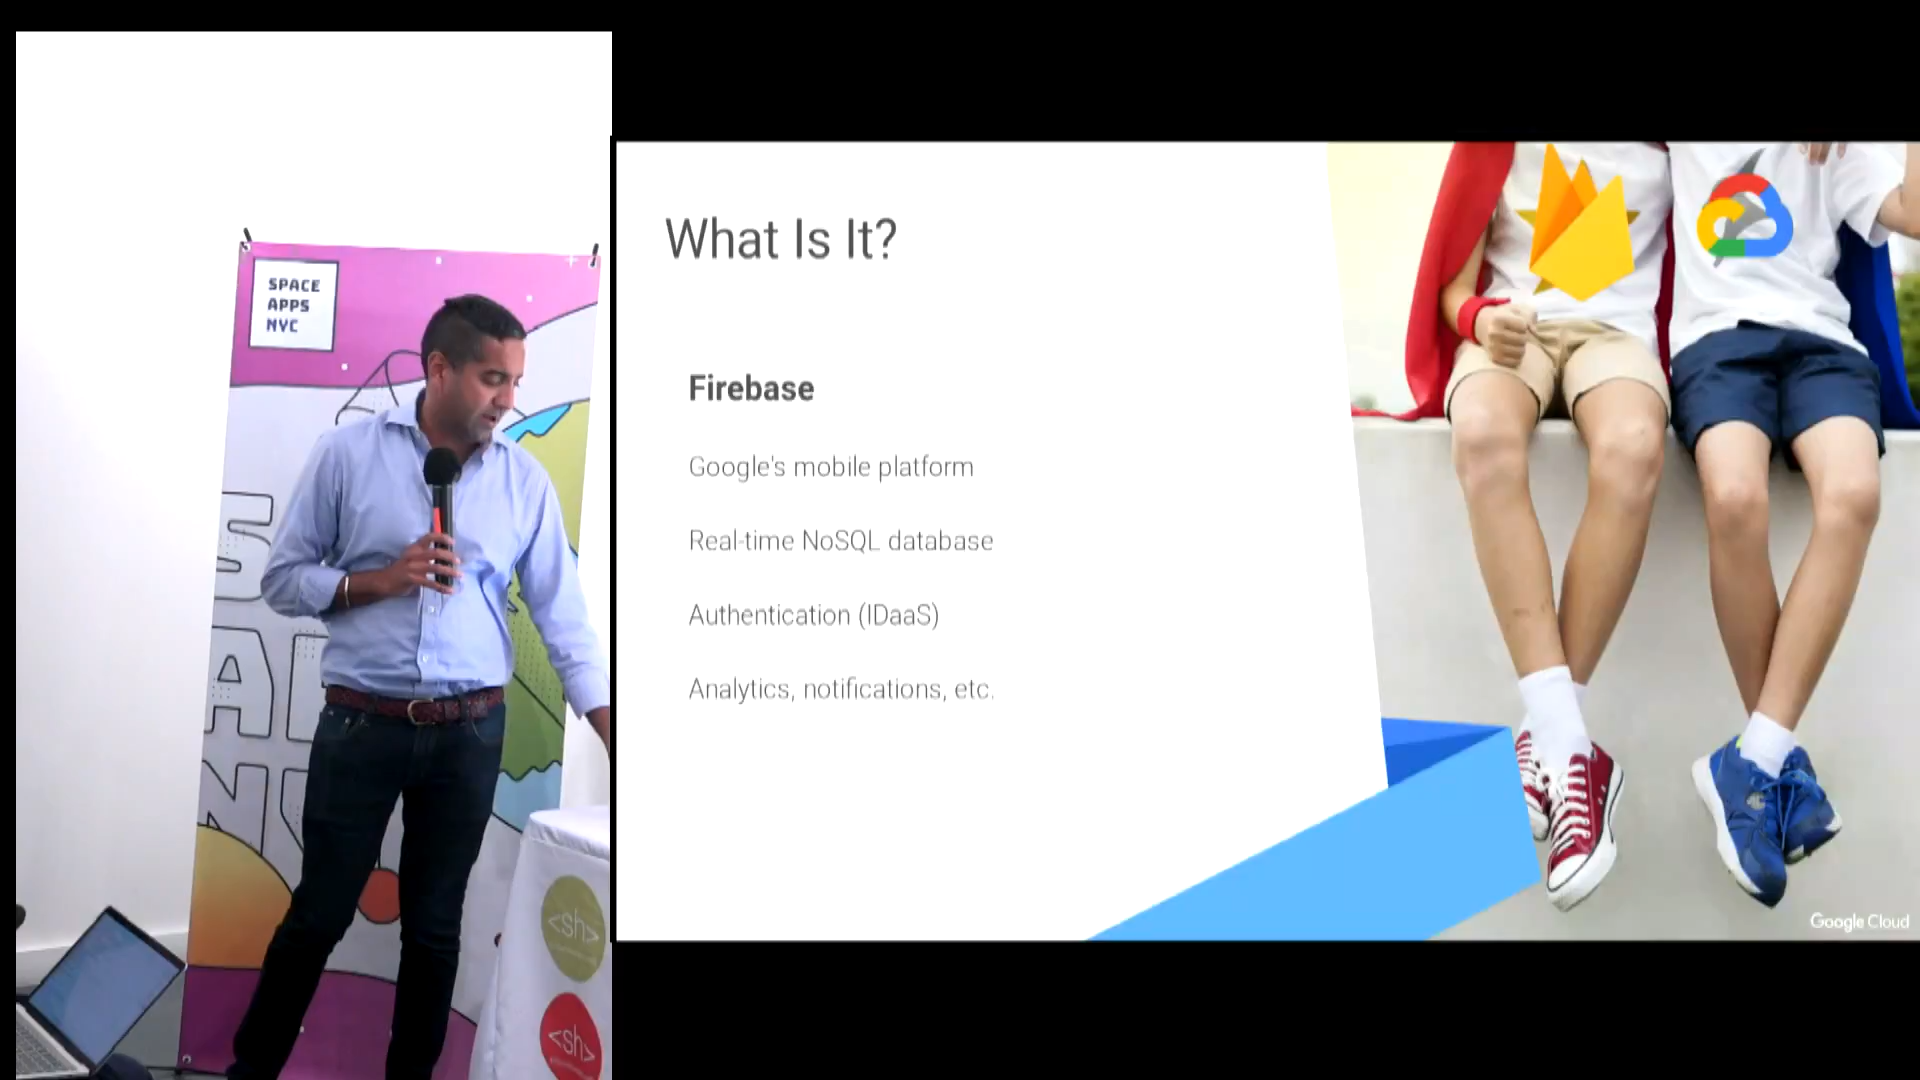 SPACE
APPS
NYC
<sh>
<sh>
What Is It?
Firebase
Google's mobile platform
Real-time NoSQL database
Authentication (IDaaS)
Analytics, notifications, etc.
Google Cloud